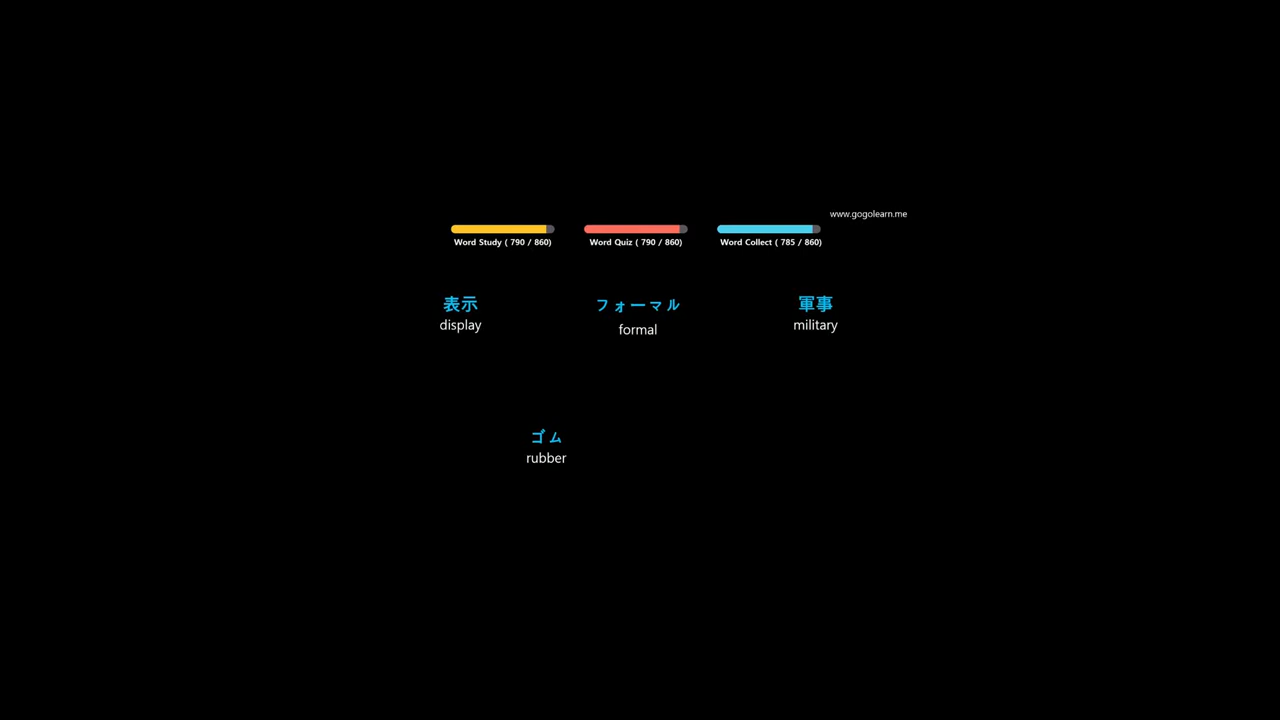 www.gogolearn.me
Word Study ( 790 / 860)
Word Quiz ( 790 / 860)
Word Collect ( 785 / 860)
表示
display
フォーマル
formal
軍事
military
ゴム
rubber